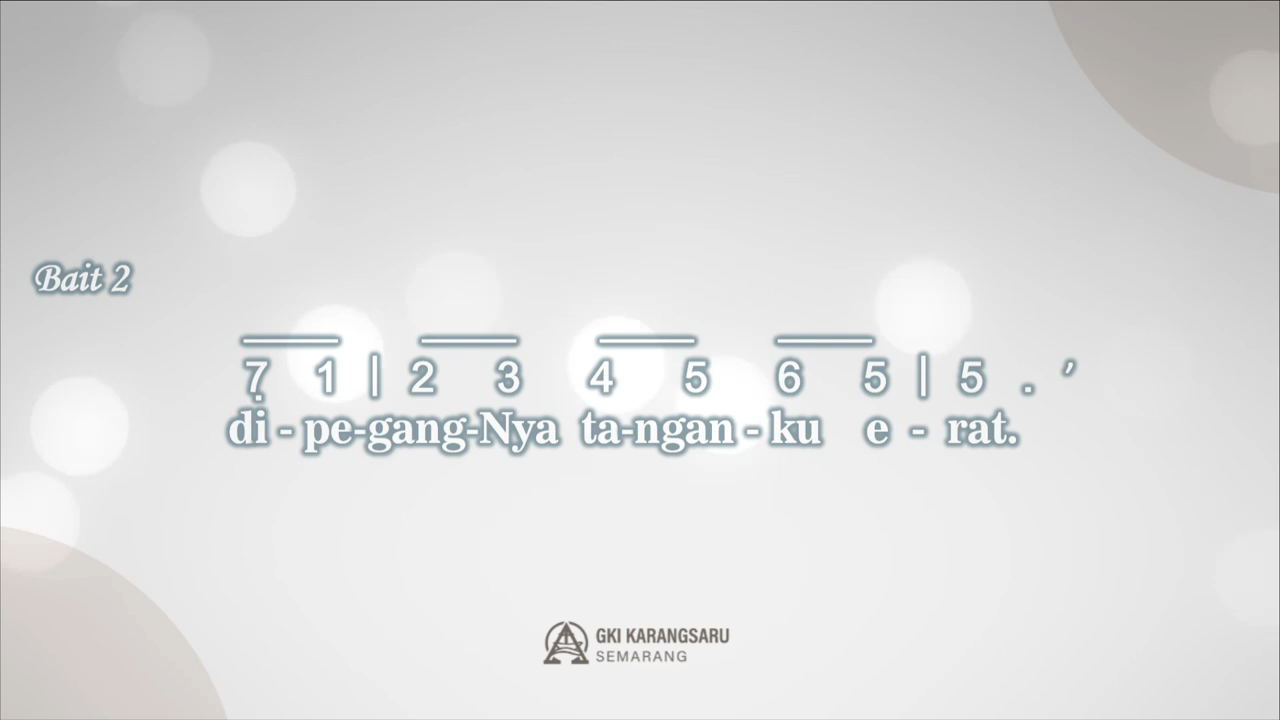 Bait 2
7̣ 1 | 2 3 4 5 6 5 | 5 . ’
di - pe-gang-Nya ta-ngan - ku e - rat.
GKI KARANGSARU
SEMARANG